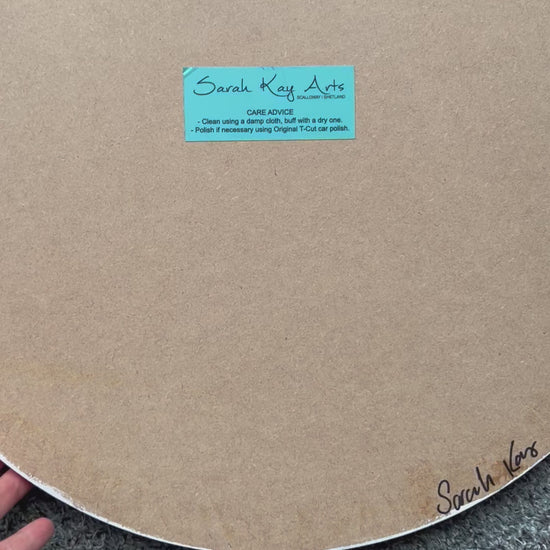 Sarah Kay Arts
SCALLOWAY | SHETLAND
CARE ADVICE
- Clean using a damp cloth, buff with a dry one.
- Polish if necessary using Original T-Cut car polish.
Sarah Kay